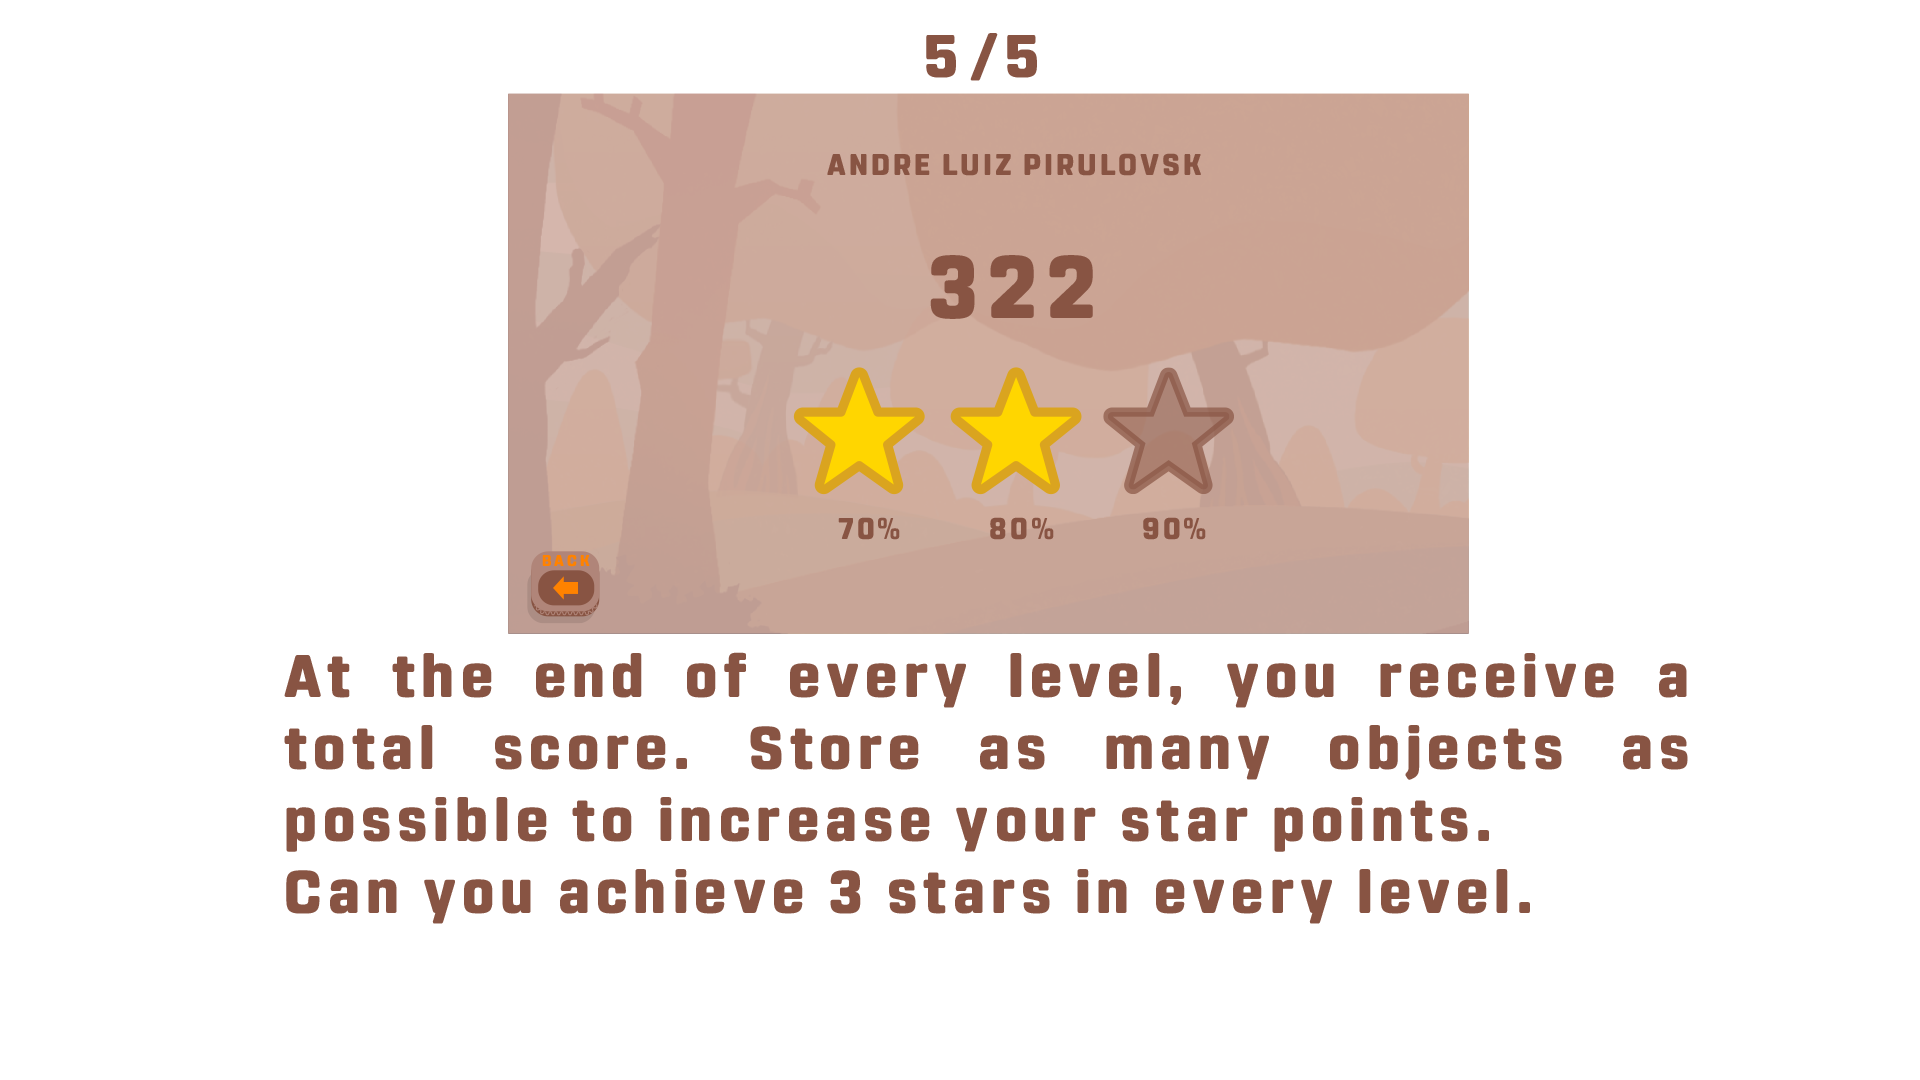 5/5
ANDRE LUIZ PIRULOVSK
322
70% 80% 90%
BACK
At the end of every level, you receive a
total score. Store as many objects as
possible to increase your star points.
Can you achieve 3 stars in every level.